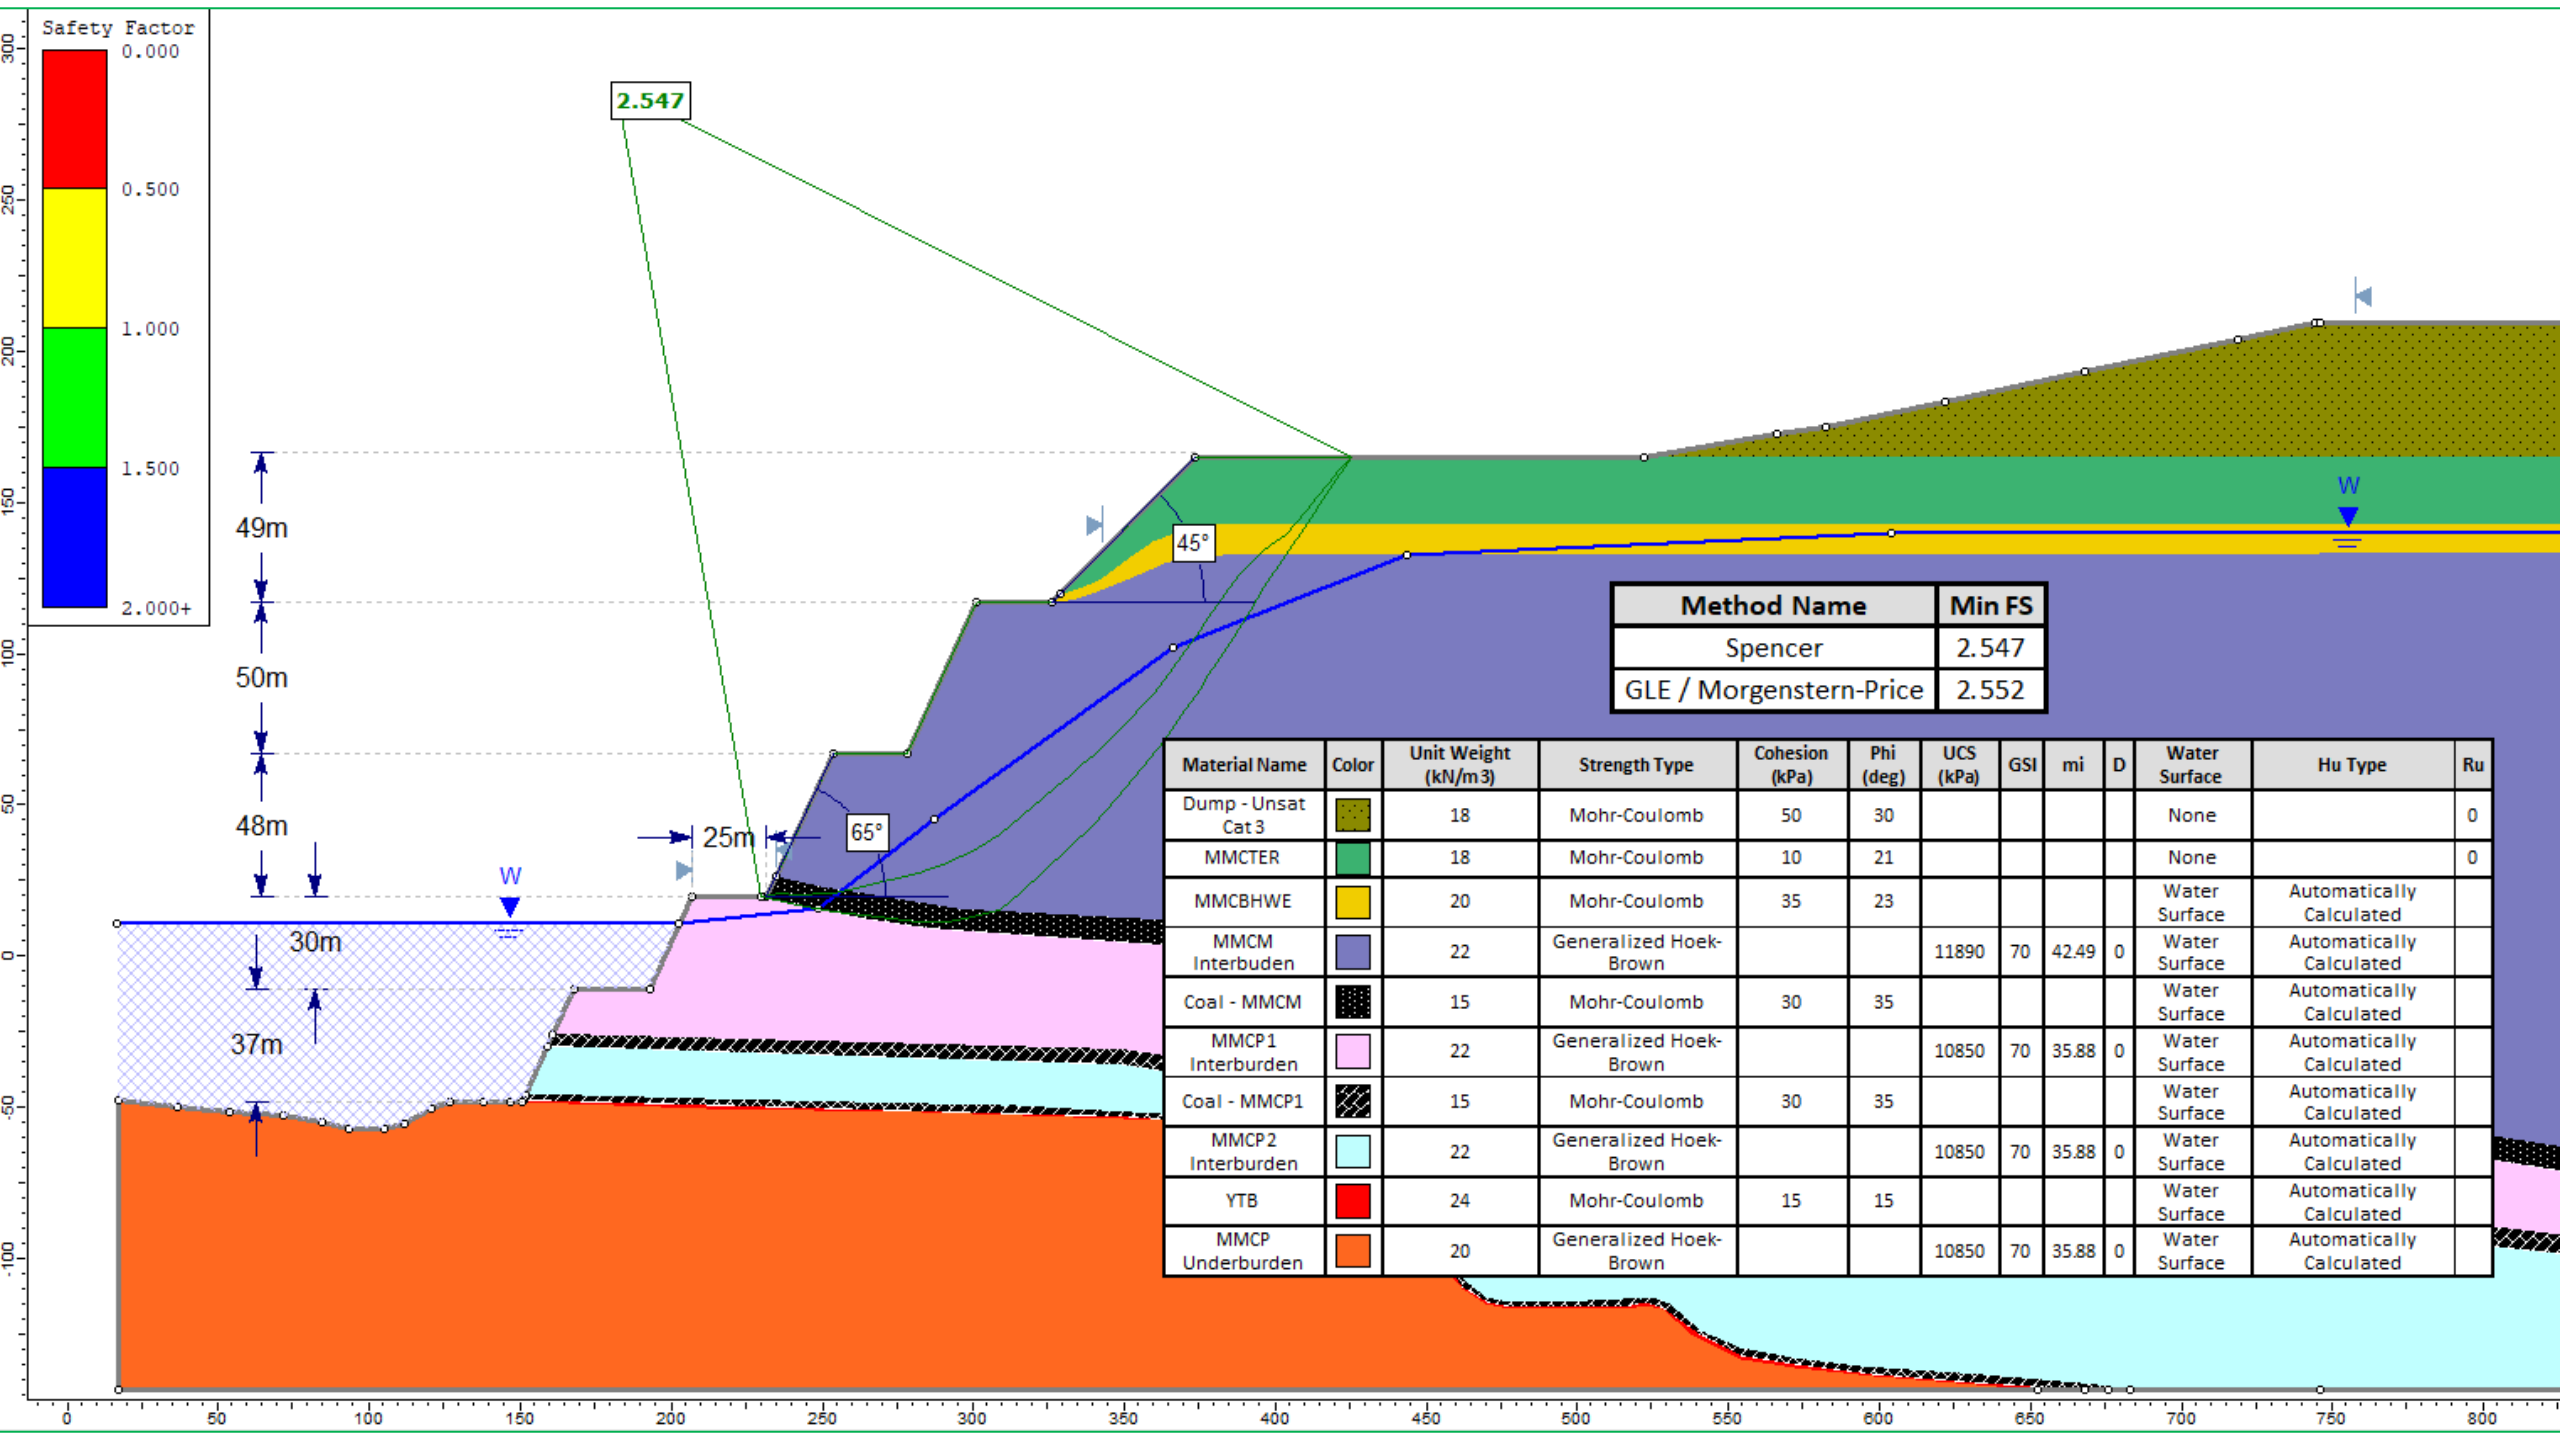 Safety Factor
0.000
0.500
1.000
1.500
2.000+
2.547
300
250
200
150
100
50
0
-50
-100
49m
50m
48m
25m
30m
37m
45°
65°
W
W
Method Name Min FS
Spencer 2.547
GLE / Morgenstern-Price 2.552
Material Name Color Unit Weight (kN/m3) Strength Type Cohesion (kPa) Phi (deg) UCS (kPa) GSI mi D Water Surface Hu Type Ru
Dump - Unsat Cat 3 18 Mohr-Coulomb 50 30 None 0
MMCTER 18 Mohr-Coulomb 10 21 None 0
MMCBHWE 20 Mohr-Coulomb 35 23 Water Surface Automatically Calculated
MMCM Interbuden 22 Generalized Hoek-Brown 11890 70 42.49 0 Water Surface Automatically Calculated
Coal - MMCM 15 Mohr-Coulomb 30 35 Water Surface Automatically Calculated
MMCP1 Interburden 22 Generalized Hoek-Brown 10850 70 35.88 0 Water Surface Automatically Calculated
Coal - MMCP1 15 Mohr-Coulomb 30 35 Water Surface Automatically Calculated
MMCP2 Interburden 22 Generalized Hoek-Brown 10850 70 35.88 0 Water Surface Automatically Calculated
YTB 24 Mohr-Coulomb 15 15 Water Surface Automatically Calculated
MMCP Underburden 20 Generalized Hoek-Brown 10850 70 35.88 0 Water Surface Automatically Calculated
0 50 100 150 200 250 300 350 400 450 500 550 600 650 700 750 800